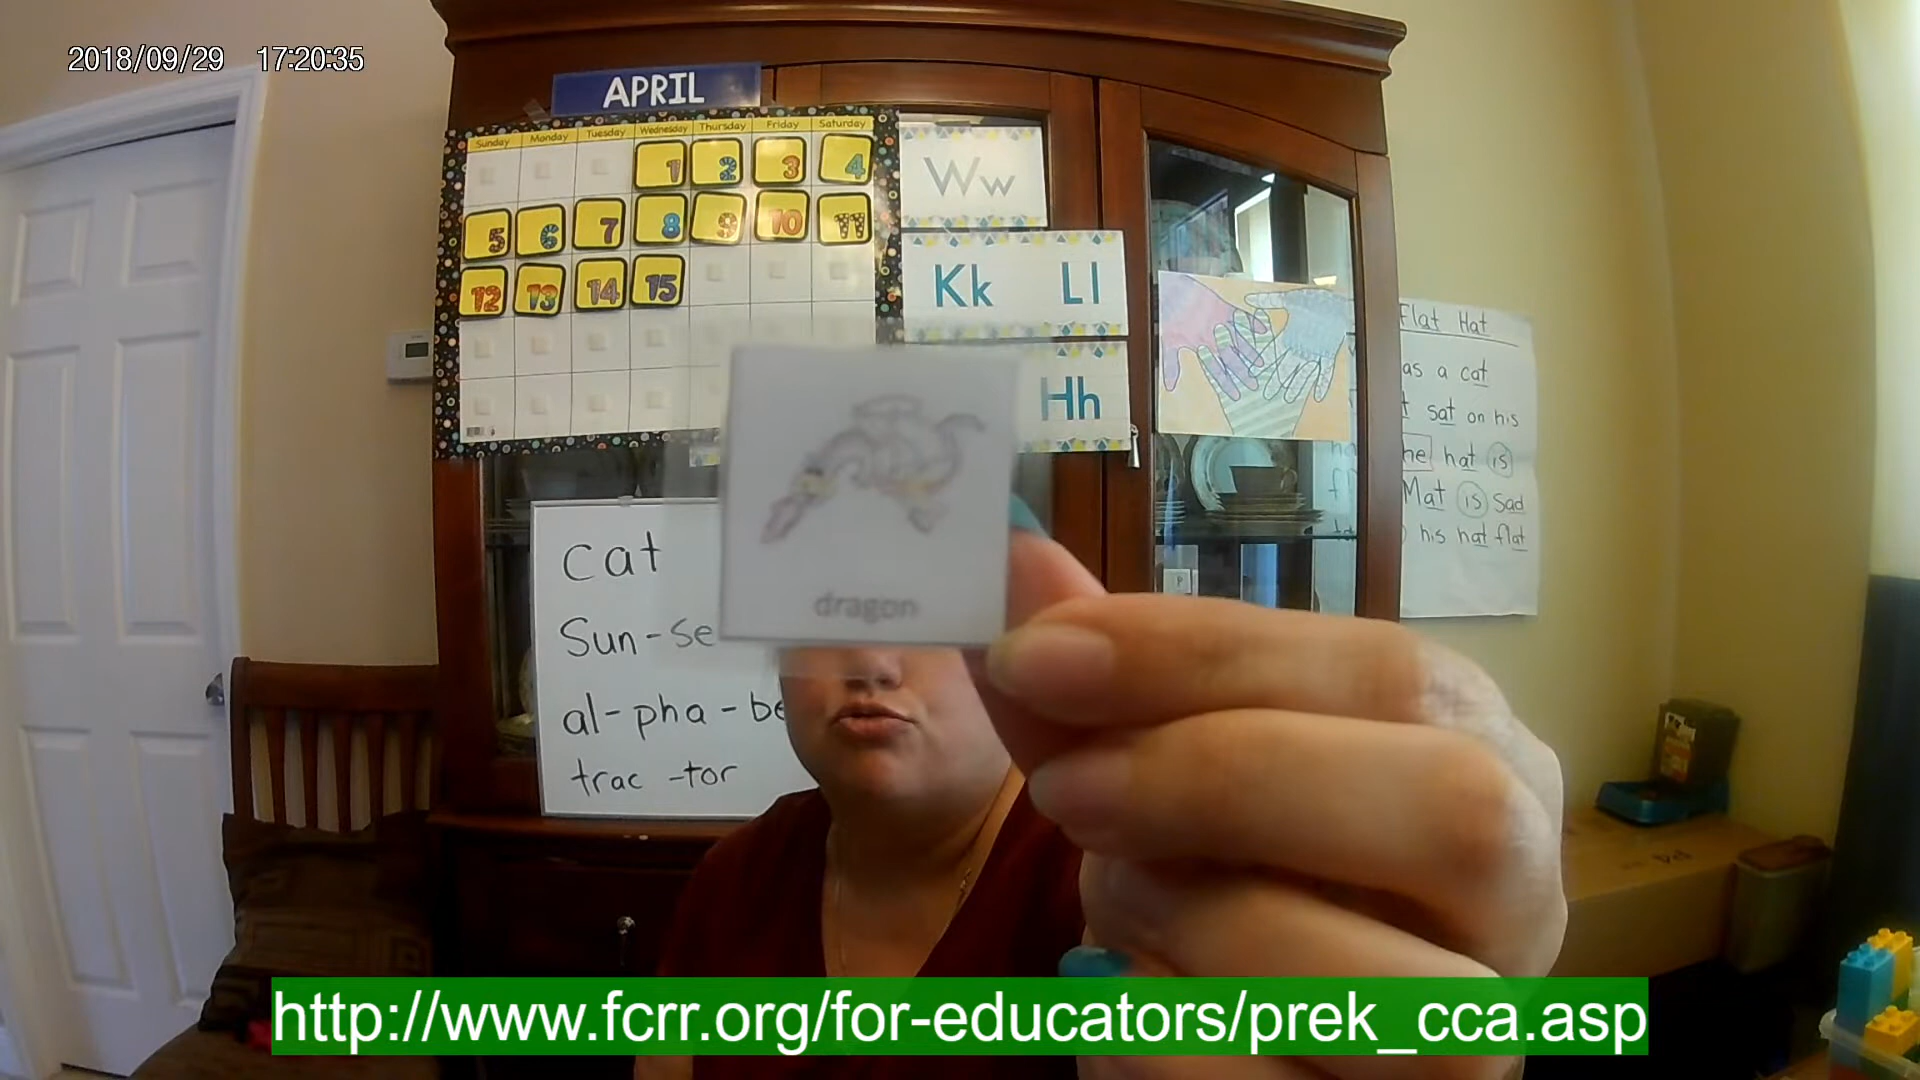 2018/09/29 17:20:35
APRIL
Sunday Monday Tuesday Wednesday Thursday Friday Saturday
1 2 3 4
5 6 7 8 9 10 11
12 13 14 15
Ww
Kk Ll
Hh
Flat Hat
as a cat
sat on his
he hat is
Mat is sad
his hat flat
cat
Sun-se
al-pha-be
trac-tor
dragon
http://www.fcrr.org/for-educators/prek_cca.asp